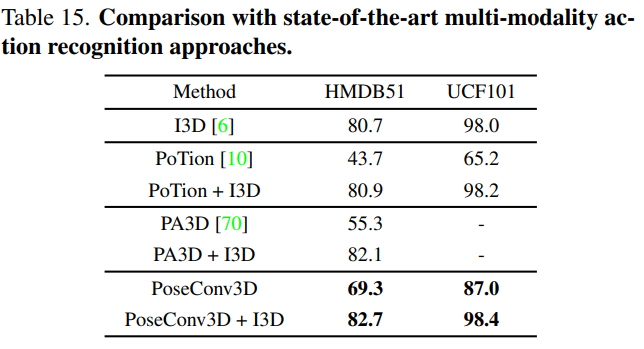 Table 15. Comparison with state-of-the-art multi-modality ac-
tion recognition approaches.
Method HMDB51 UCF101
I3D [6] 80.7 98.0
PoTion [10] 43.7 65.2
PoTion + I3D 80.9 98.2
PA3D [70] 55.3 -
PA3D + I3D 82.1 -
PoseConv3D 69.3 87.0
PoseConv3D + I3D 82.7 98.4